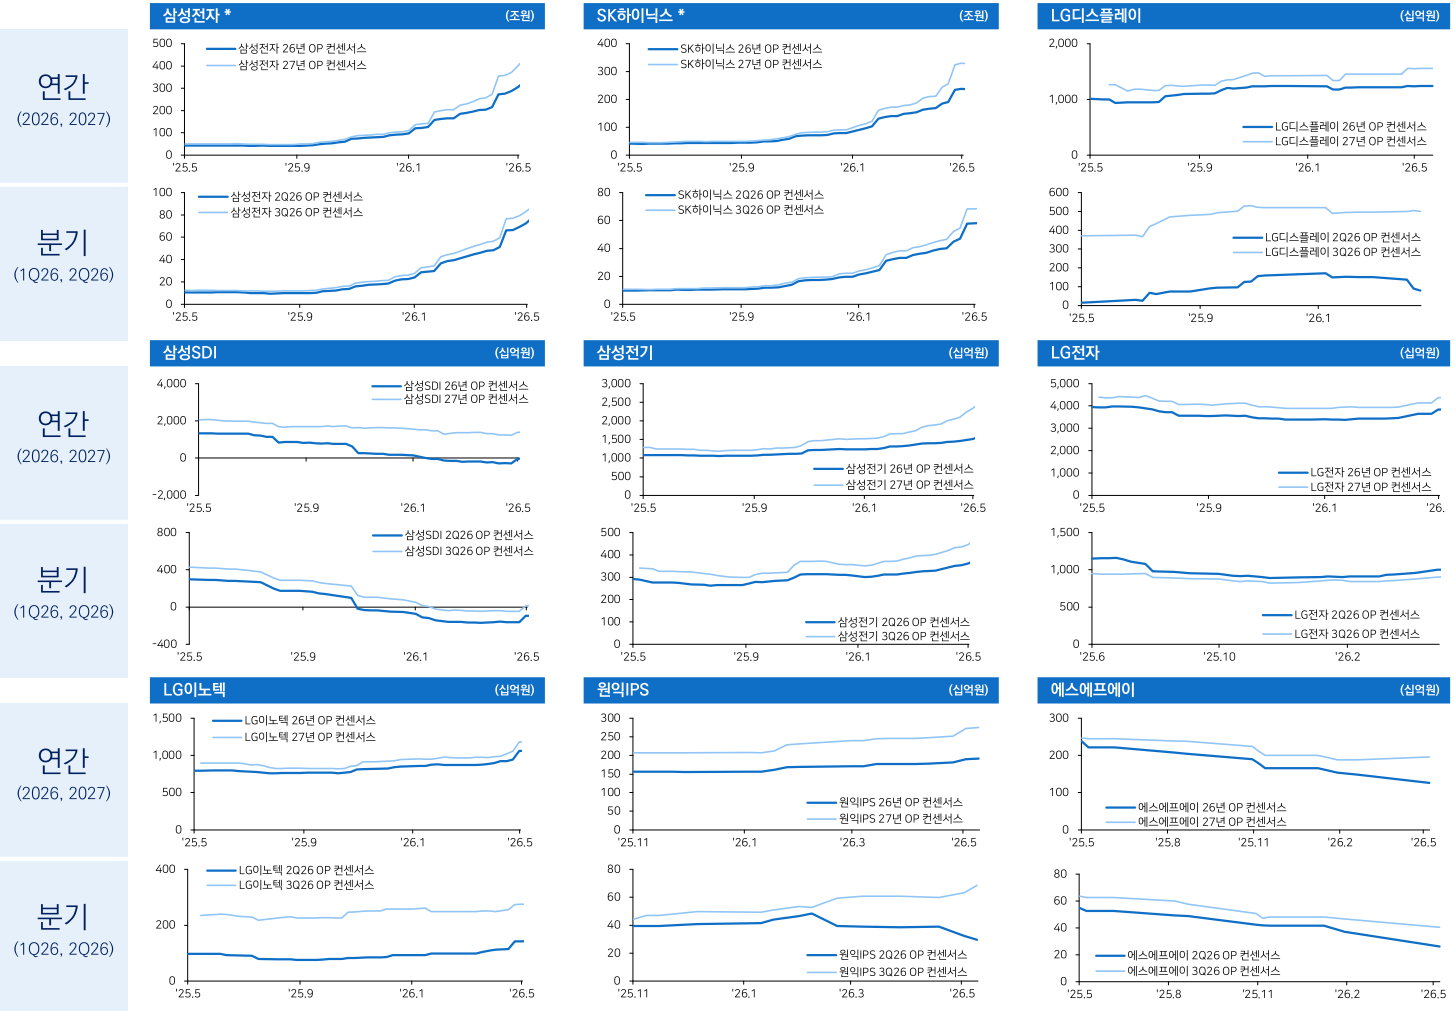 삼성전자 * (조원)
SK하이닉스 * (조원)
LG디스플레이 (십억원)
연간
(2026, 2027)
500
400
300
200
100
0
삼성전자 26년 OP 컨센서스
삼성전자 27년 OP 컨센서스
'25.5 '25.9 '26.1 '26.5
400
300
200
100
0
SK하이닉스 26년 OP 컨센서스
SK하이닉스 27년 OP 컨센서스
'25.5 '25.9 '26.1 '26.5
2,000
1,000
0
LG디스플레이 26년 OP 컨센서스
LG디스플레이 27년 OP 컨센서스
'25.5 '25.9 '26.1 '26.5
분기
(1Q26, 2Q26)
100
80
60
40
20
0
삼성전자 2Q26 OP 컨센서스
삼성전자 3Q26 OP 컨센서스
'25.5 '25.9 '26.1 '26.5
80
60
40
20
0
SK하이닉스 2Q26 OP 컨센서스
SK하이닉스 3Q26 OP 컨센서스
'25.5 '25.9 '26.1 '26.5
600
500
400
300
200
100
0
LG디스플레이 2Q26 OP 컨센서스
LG디스플레이 3Q26 OP 컨센서스
'25.5 '25.9 '26.1
삼성SDI (십억원)
삼성전기 (십억원)
LG전자 (십억원)
연간
(2026, 2027)
4,000
2,000
0
-2,000
삼성SDI 26년 OP 컨센서스
삼성SDI 27년 OP 컨센서스
'25.5 '25.9 '26.1 '26.5
3,000
2,500
2,000
1,500
1,000
500
0
삼성전기 26년 OP 컨센서스
삼성전기 27년 OP 컨센서스
'25.5 '25.9 '26.1 '26.5
5,000
4,000
3,000
2,000
1,000
0
LG전자 26년 OP 컨센서스
LG전자 27년 OP 컨센서스
'25.5 '25.9 '26.1 '26.
분기
(1Q26, 2Q26)
800
400
0
-400
삼성SDI 2Q26 OP 컨센서스
삼성SDI 3Q26 OP 컨센서스
'25.5 '25.9 '26.1 '26.5
500
400
300
200
100
0
삼성전기 2Q26 OP 컨센서스
삼성전기 3Q26 OP 컨센서스
'25.5 '25.9 '26.1 '26.5
1,500
1,000
500
0
LG전자 2Q26 OP 컨센서스
LG전자 3Q26 OP 컨센서스
'25.6 '25.10 '26.2
LG이노텍 (십억원)
원익IPS (십억원)
에스에프에이 (십억원)
연간
(2026, 2027)
1,500
1,000
500
0
LG이노텍 26년 OP 컨센서스
LG이노텍 27년 OP 컨센서스
'25.5 '25.9 '26.1 '26.5
300
250
200
150
100
50
0
원익IPS 26년 OP 컨센서스
원익IPS 27년 OP 컨센서스
'25.11 '26.1 '26.3 '26.5
300
200
100
0
에스에프에이 26년 OP 컨센서스
에스에프에이 27년 OP 컨센서스
'25.5 '25.8 '25.11 '26.2 '26.5
분기
(1Q26, 2Q26)
400
200
0
LG이노텍 2Q26 OP 컨센서스
LG이노텍 3Q26 OP 컨센서스
'25.5 '25.9 '26.1 '26.5
80
60
40
20
0
원익IPS 2Q26 OP 컨센서스
원익IPS 3Q26 OP 컨센서스
'25.11 '26.1 '26.3 '26.5
80
60
40
20
0
에스에프에이 2Q26 OP 컨센서스
에스에프에이 3Q26 OP 컨센서스
'25.5 '25.8 '25.11 '26.2 '26.5